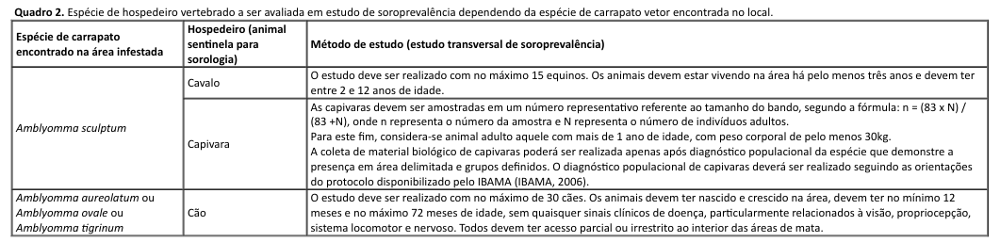 Quadro 2. Espécie de hospedeiro vertebrado a ser avaliada em estudo de soroprevalência dependendo da espécie de carrapato vetor encontrada no local.
Espécie de carrapato
encontrado na área infestada
Hospedeiro (animal
sentinela para
sorologia)
Método de estudo (estudo transversal de soroprevalência)
Amblyomma sculptum
Cavalo
O estudo deve ser realizado com no máximo 15 equinos. Os animais devem estar vivendo na área há pelo menos três anos e devem ter
entre 2 e 12 anos de idade.
Capivara
As capivaras devem ser amostradas em um número representativo referente ao tamanho do bando, segundo a fórmula: n = (83 x N) /
(83 +N), onde n representa o número da amostra e N representa o número de indivíduos adultos.
Para este fim, considera-se animal adulto aquele com mais de 1 ano de idade, com peso corporal de pelo menos 30kg.
A coleta de material biológico de capivaras poderá ser realizada apenas após diagnóstico populacional da espécie que demonstre a
presença em área delimitada e grupos definidos. O diagnóstico populacional de capivaras deverá ser realizado seguindo as orientações
do protocolo disponibilizado pelo IBAMA (IBAMA, 2006).
Amblyomma aureolatum ou
Amblyomma ovale ou
Amblyomma tigrinum
Cão
O estudo deve ser realizado com no máximo de 30 cães. Os animais devem ter nascido e crescido na área, devem ter no mínimo 12
meses e no máximo 72 meses de idade, sem quaisquer sinais clínicos de doença, particularmente relacionados à visão, propriocepção,
sistema locomotor e nervoso. Todos devem ter acesso parcial ou irrestrito ao interior das áreas de mata.